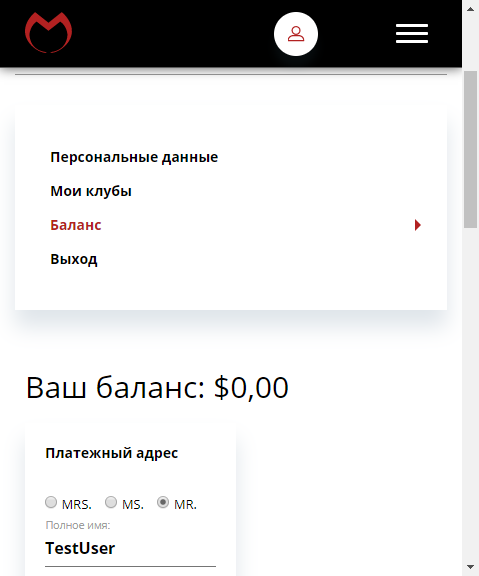 Персональные данные
Мои клубы
Баланс
Выход
Ваш баланс: $0,00
Платежный адрес
MRS. MS. MR.
Полное имя:
TestUser